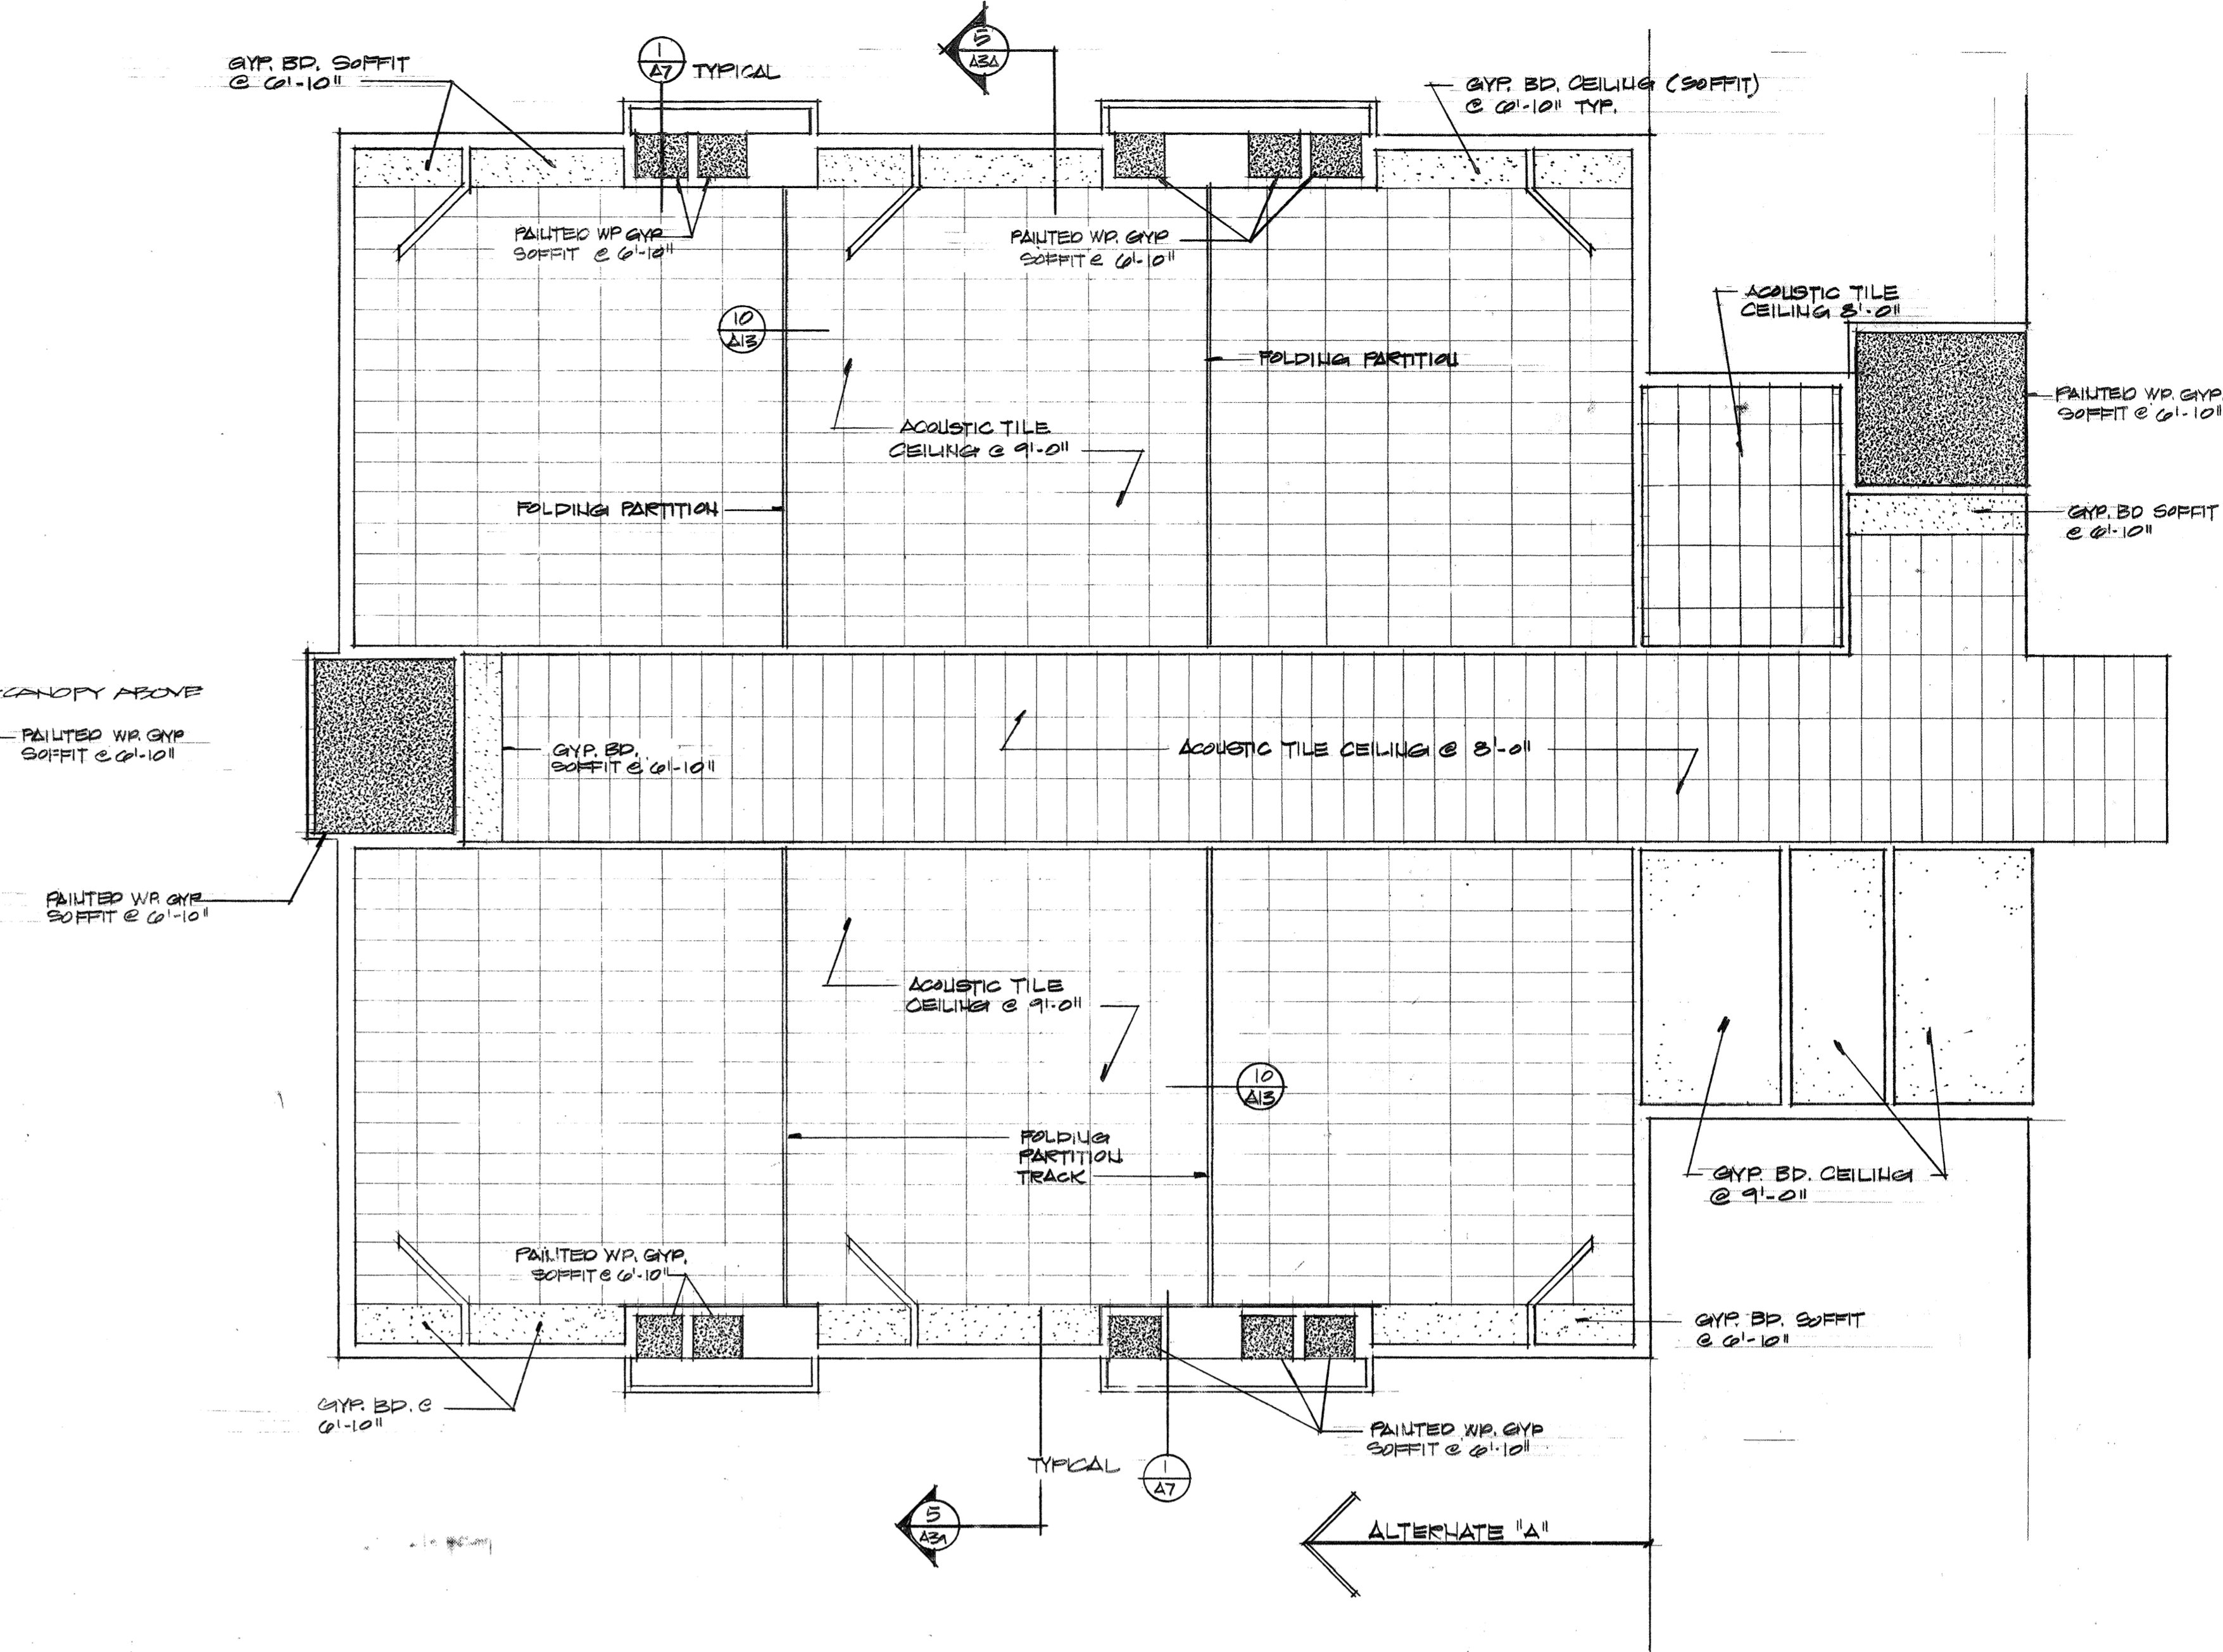 GYP. BD. SOFFIT
@ 6'-10"
1
A7
TYPICAL
5
A3A
GYP. BD. CEILING (SOFFIT)
@ 6'-10" TYP.
PAINTED WP GYP
SOFFIT @ 6'-10"
PAINTED WP. GYP
SOFFIT @ 6'-10"
10
A13
ACOUSTIC TILE
CEILING 8'-0"
FOLDING PARTITION
PAINTED WP. GYP.
SOFFIT @ 6'-10"
ACOUSTIC TILE
CEILING @ 9'-0"
FOLDING PARTITION
GYP. BD SOFFIT
@ 6'-10"
CANOPY ABOVE
PAINTED WP. GYP
SOFFIT @ 6'-10"
GYP. BD.
SOFFIT @ 6'-10"
ACOUSTIC TILE CEILING @ 8'-0"
PAINTED WP. GYP.
SOFFIT @ 6'-10"
ACOUSTIC TILE
CEILING @ 9'-0"
10
A13
FOLDING
PARTITION
TRACK
GYP. BD. CEILING
@ 9'-0"
PAINTED WP. GYP.
SOFFIT @ 6'-10"
GYP. BD. SOFFIT
@ 6'-10"
GYP. BD. @
6'-10"
PAINTED WP. GYP
SOFFIT @ 6'-10"
TYPICAL
1
A7
5
A3A
ALTERNATE "A"